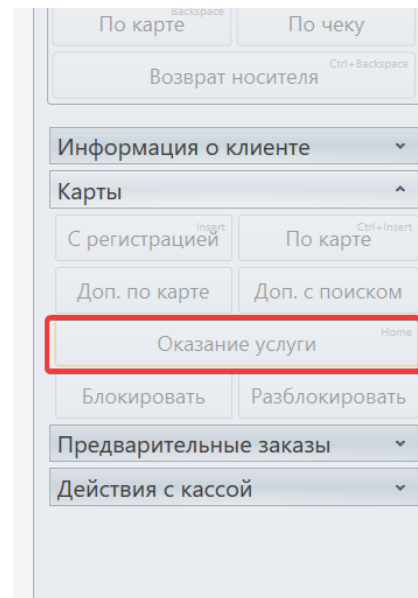 Backspace
По карте
По чеку
Ctrl+Backspace
Возврат носителя
Информация о клиенте
Карты
Insert
С регистрацией
Ctrl+Insert
По карте
Доп. по карте
Доп. с поиском
Home
Оказание услуги
Блокировать
Разблокировать
Предварительные заказы
Действия с кассой